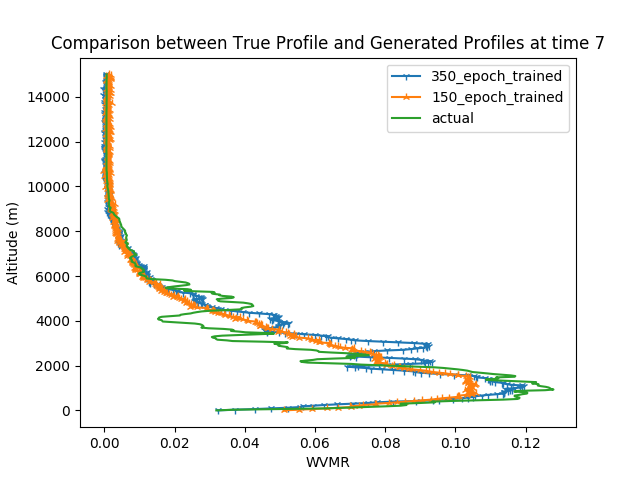 Comparison between True Profile and Generated Profiles at time 7
350_epoch_trained
150_epoch_trained
actual
Altitude (m)
14000
12000
10000
8000
6000
4000
2000
0
0.00 0.02 0.04 0.06 0.08 0.10 0.12
WVMR